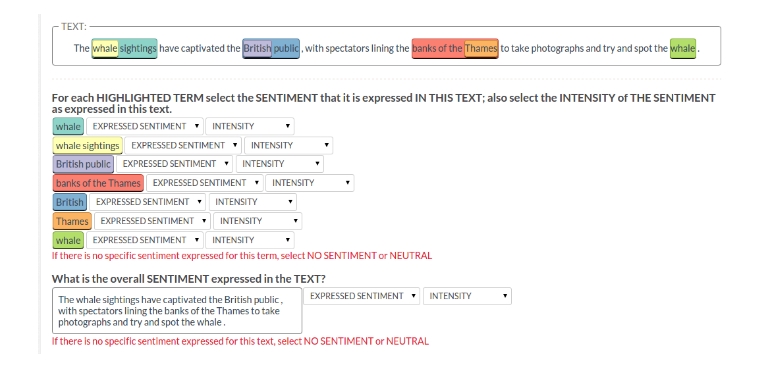 TEXT:
The whale sightings have captivated the British public , with spectators lining the banks of the Thames to take photographs and try and spot the whale .
For each HIGHLIGHTED TERM select the SENTIMENT that it is expressed IN THIS TEXT; also select the INTENSITY of THE SENTIMENT
as expressed in this text.
whale EXPRESSED SENTIMENT INTENSITY
whale sightings EXPRESSED SENTIMENT INTENSITY
British public EXPRESSED SENTIMENT INTENSITY
banks of the Thames EXPRESSED SENTIMENT INTENSITY
British EXPRESSED SENTIMENT INTENSITY
Thames EXPRESSED SENTIMENT INTENSITY
whale EXPRESSED SENTIMENT INTENSITY
If there is no specific sentiment expressed for this term, select NO SENTIMENT or NEUTRAL
What is the overall SENTIMENT expressed in the TEXT?
The whale sightings have captivated the British public , EXPRESSED SENTIMENT INTENSITY
with spectators lining the banks of the Thames to take
photographs and try and spot the whale .
If there is no specific sentiment expressed for this text, select NO SENTIMENT or NEUTRAL